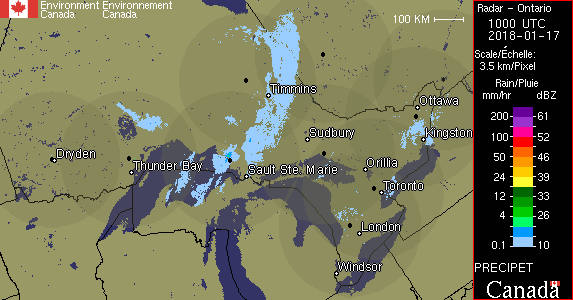 Environment Environnement
Canada Canada
100 KM
Timmins
Ottawa
Sudbury
Kingston
Dryden
Thunder Bay
Sault Ste. Marie
Orillia
Toronto
London
Windsor
Radar - Ontario
1000 UTC
2018-01-17
Scale/Échelle:
3.5 km/Pixel
Rain/Pluie
mm/hr dBZ
200 61
100 52
50 46
24 39
12 33
4 26
0.1 10
PRECIPET
Canada